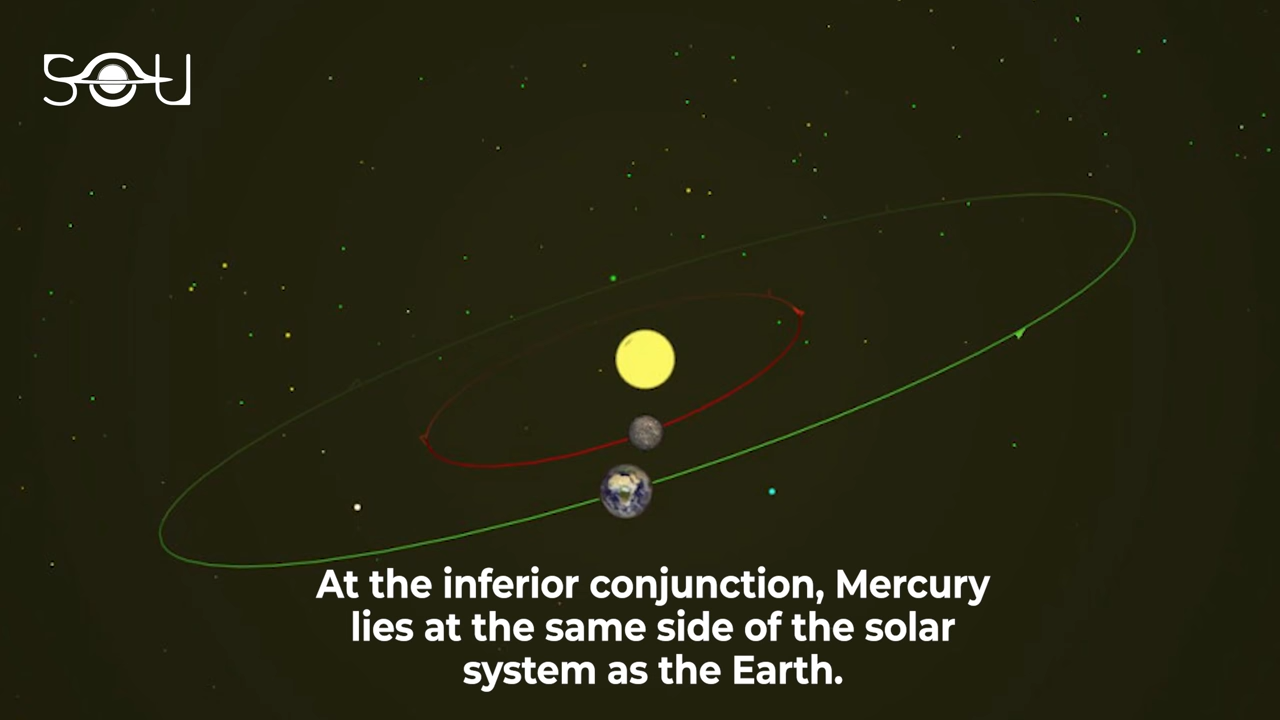 SOU
At the inferior conjunction, Mercury
lies at the same side of the solar
system as the Earth.